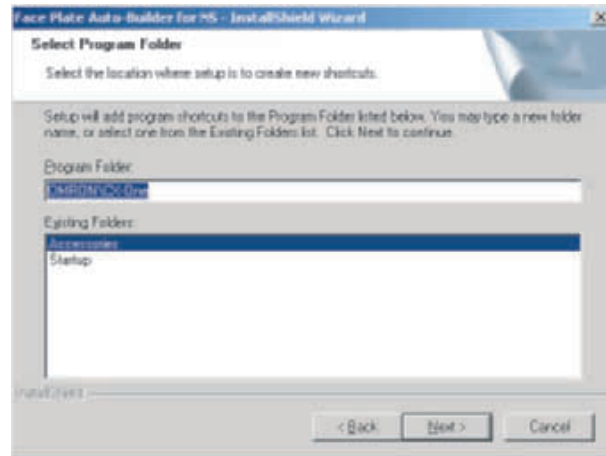 Face Plate Auto-Builder for NS - InstallShield Wizard
Select Program Folder
Select the location where setup is to create new shortcuts.
Setup will add program shortcuts to the Program Folder listed below. You may type a new folder
name, or select one from the Existing Folders list. Click Next to continue.
Program Folder:
OMRON\CX-One
Existing Folders:
Accessories
Startup
InstallShield
< Back
Next >
Cancel